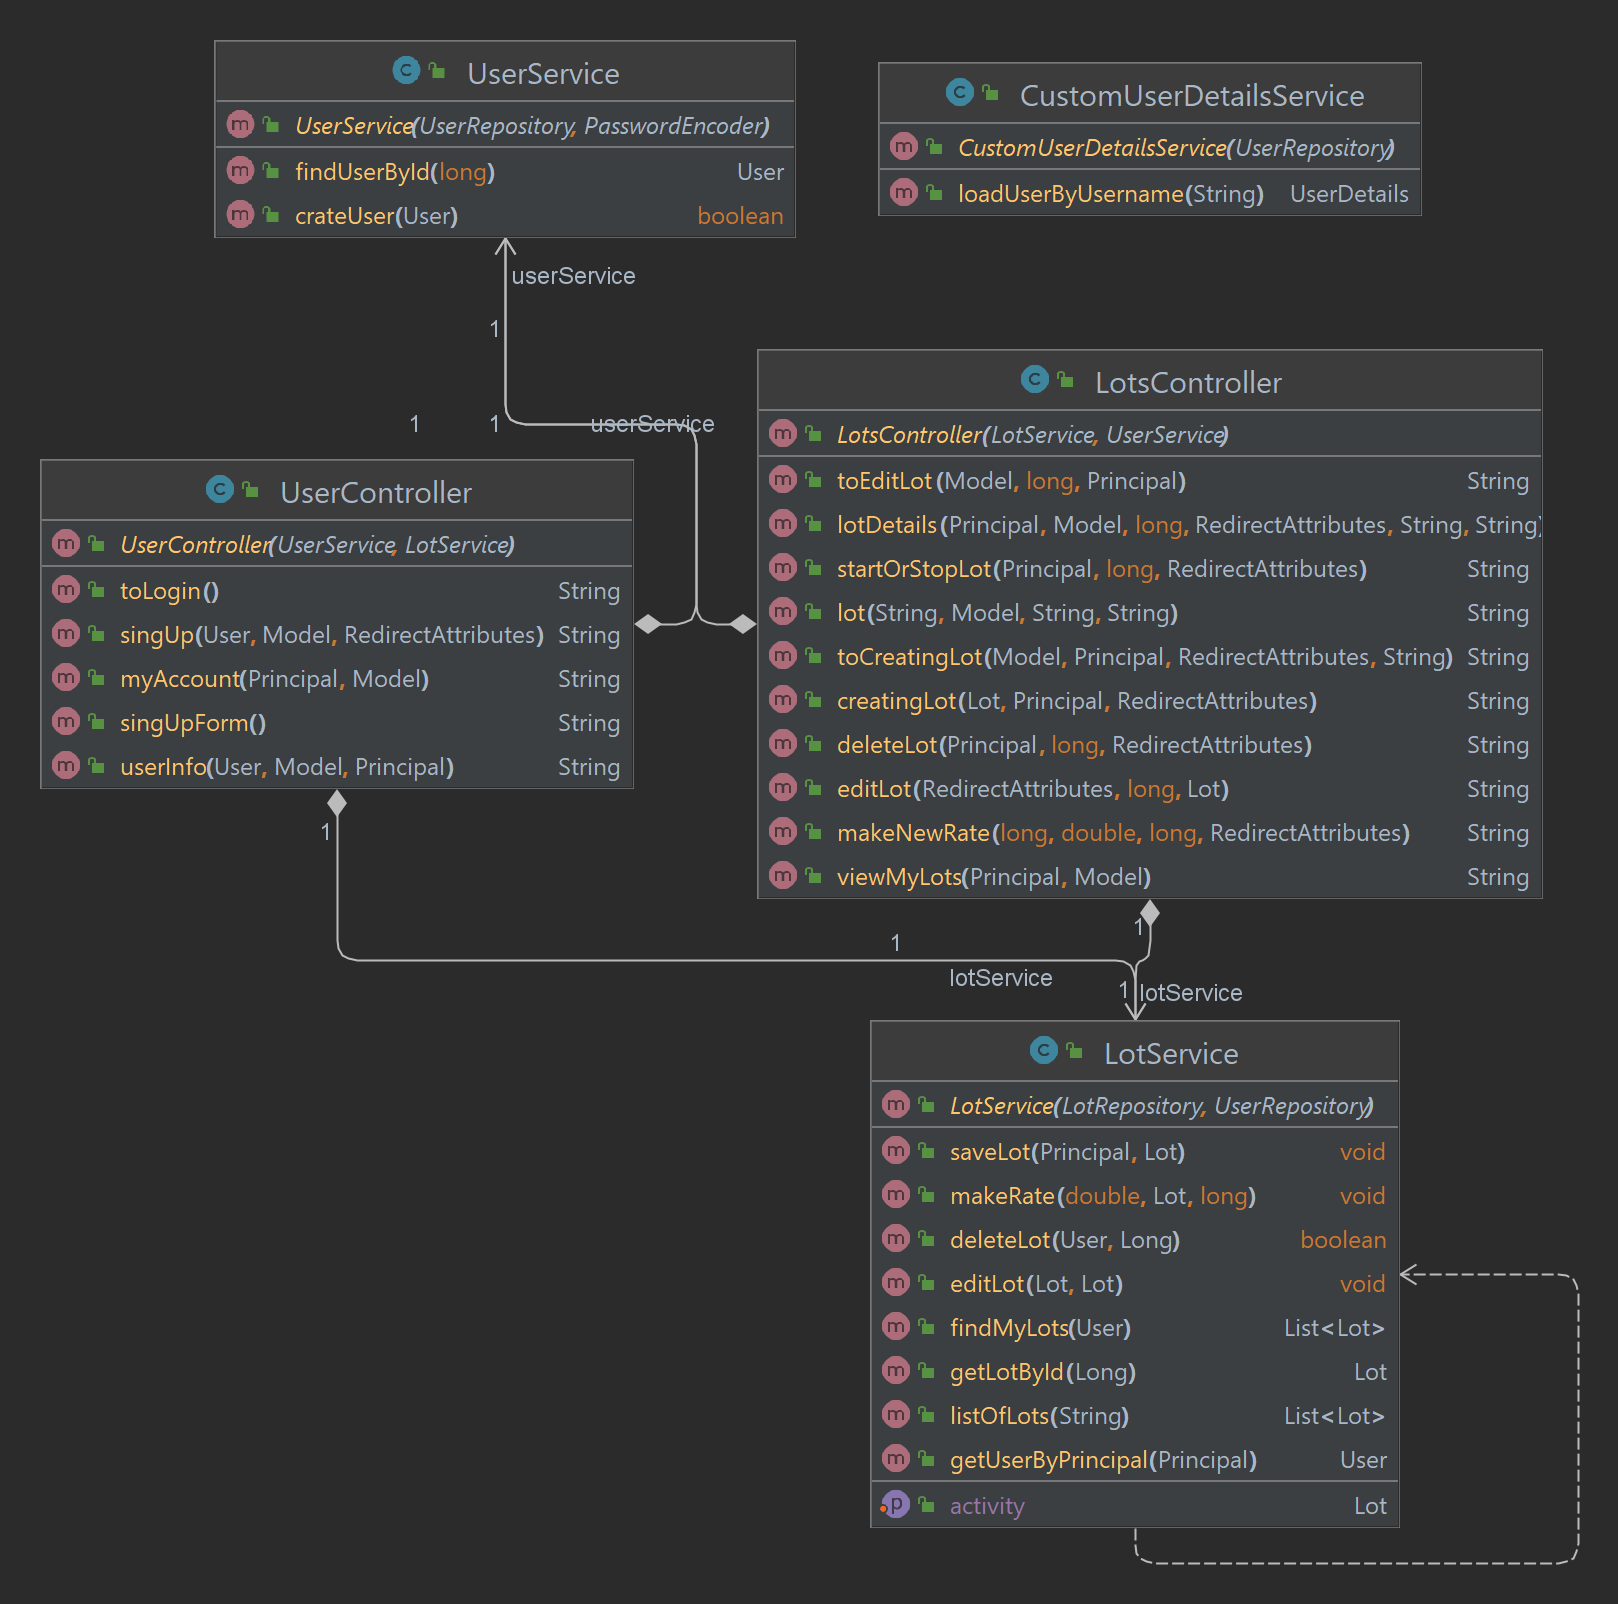 UserService
UserService(UserRepository, PasswordEncoder)
findUserById(long) User
crateUser(User) boolean
CustomUserDetailsService
CustomUserDetailsService(UserRepository)
loadUserByUsername(String) UserDetails
userService
1
1
1
userService
LotsController
LotsController(LotService, UserService)
toEditLot(Model, long, Principal) String
lotDetails(Principal, Model, long, RedirectAttributes, String, String)
startOrStopLot(Principal, long, RedirectAttributes) String
lot(String, Model, String, String) String
toCreatingLot(Model, Principal, RedirectAttributes, String) String
creatingLot(Lot, Principal, RedirectAttributes) String
deleteLot(Principal, long, RedirectAttributes) String
editLot(RedirectAttributes, long, Lot) String
makeNewRate(long, double, long, RedirectAttributes) String
viewMyLots(Principal, Model) String
UserController
UserController(UserService, LotService)
toLogin() String
singUp(User, Model, RedirectAttributes) String
myAccount(Principal, Model) String
singUpForm() String
userInfo(User, Model, Principal) String
1
1
1
lotService
1
lotService
LotService
LotService(LotRepository, UserRepository)
saveLot(Principal, Lot) void
makeRate(double, Lot, long) void
deleteLot(User, Long) boolean
editLot(Lot, Lot) void
findMyLots(User) List<Lot>
getLotById(Long) Lot
listOfLots(String) List<Lot>
getUserByPrincipal(Principal) User
activity Lot